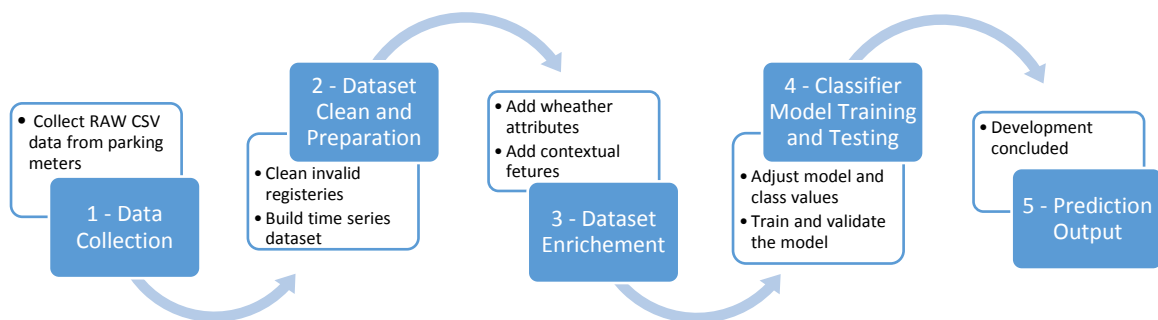 • Collect RAW CSV
data from parking
meters
1 - Data
Collection
2 - Dataset
Clean and
Preparation
• Clean invalid
registeries
• Build time series
dataset
• Add wheather
attributes
• Add contextual
fetures
3 - Dataset
Enrichement
4 - Classifier
Model Training
and Testing
• Adjust model and
class values
• Train and validate
the model
• Development
concluded
5 - Prediction
Output